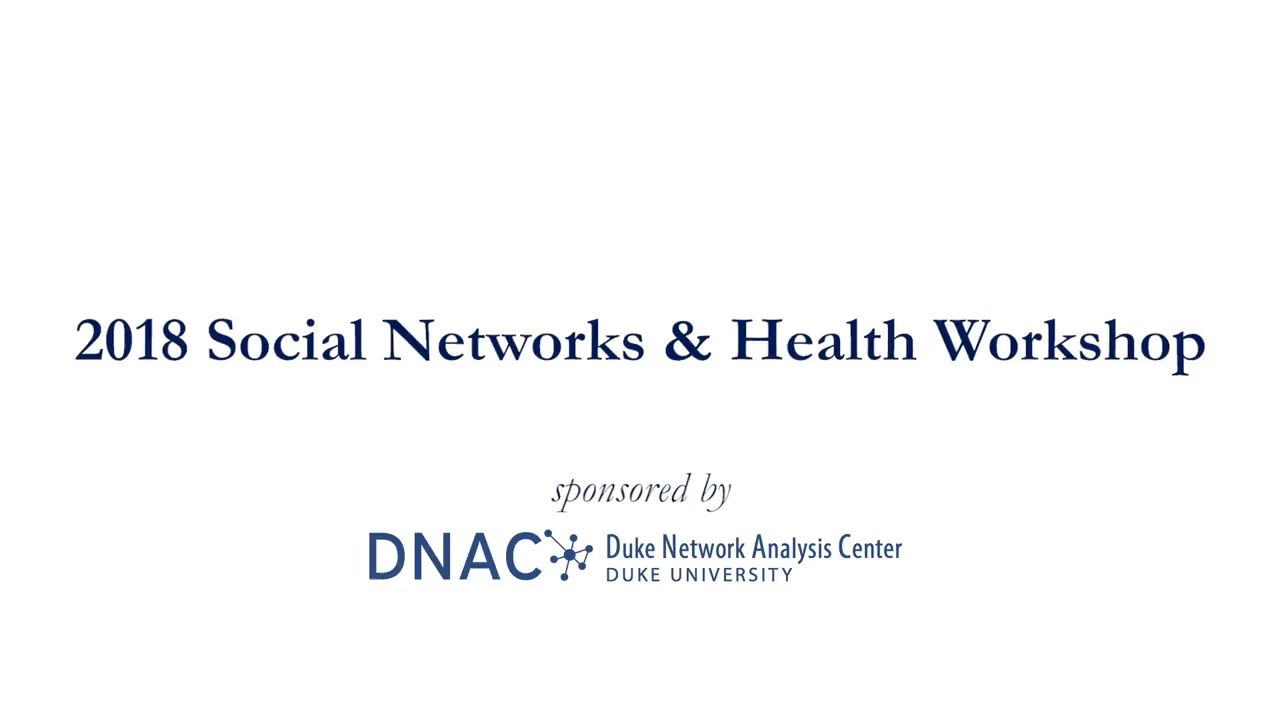 2018 Social Networks & Health Workshop
sponsored by
DNAC
Duke Network Analysis Center
DUKE UNIVERSITY